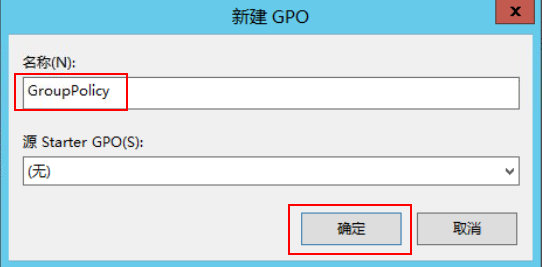 新建 GPO
x
名称(N):
GroupPolicy
源 Starter GPO(S):
(无)
确定
取消